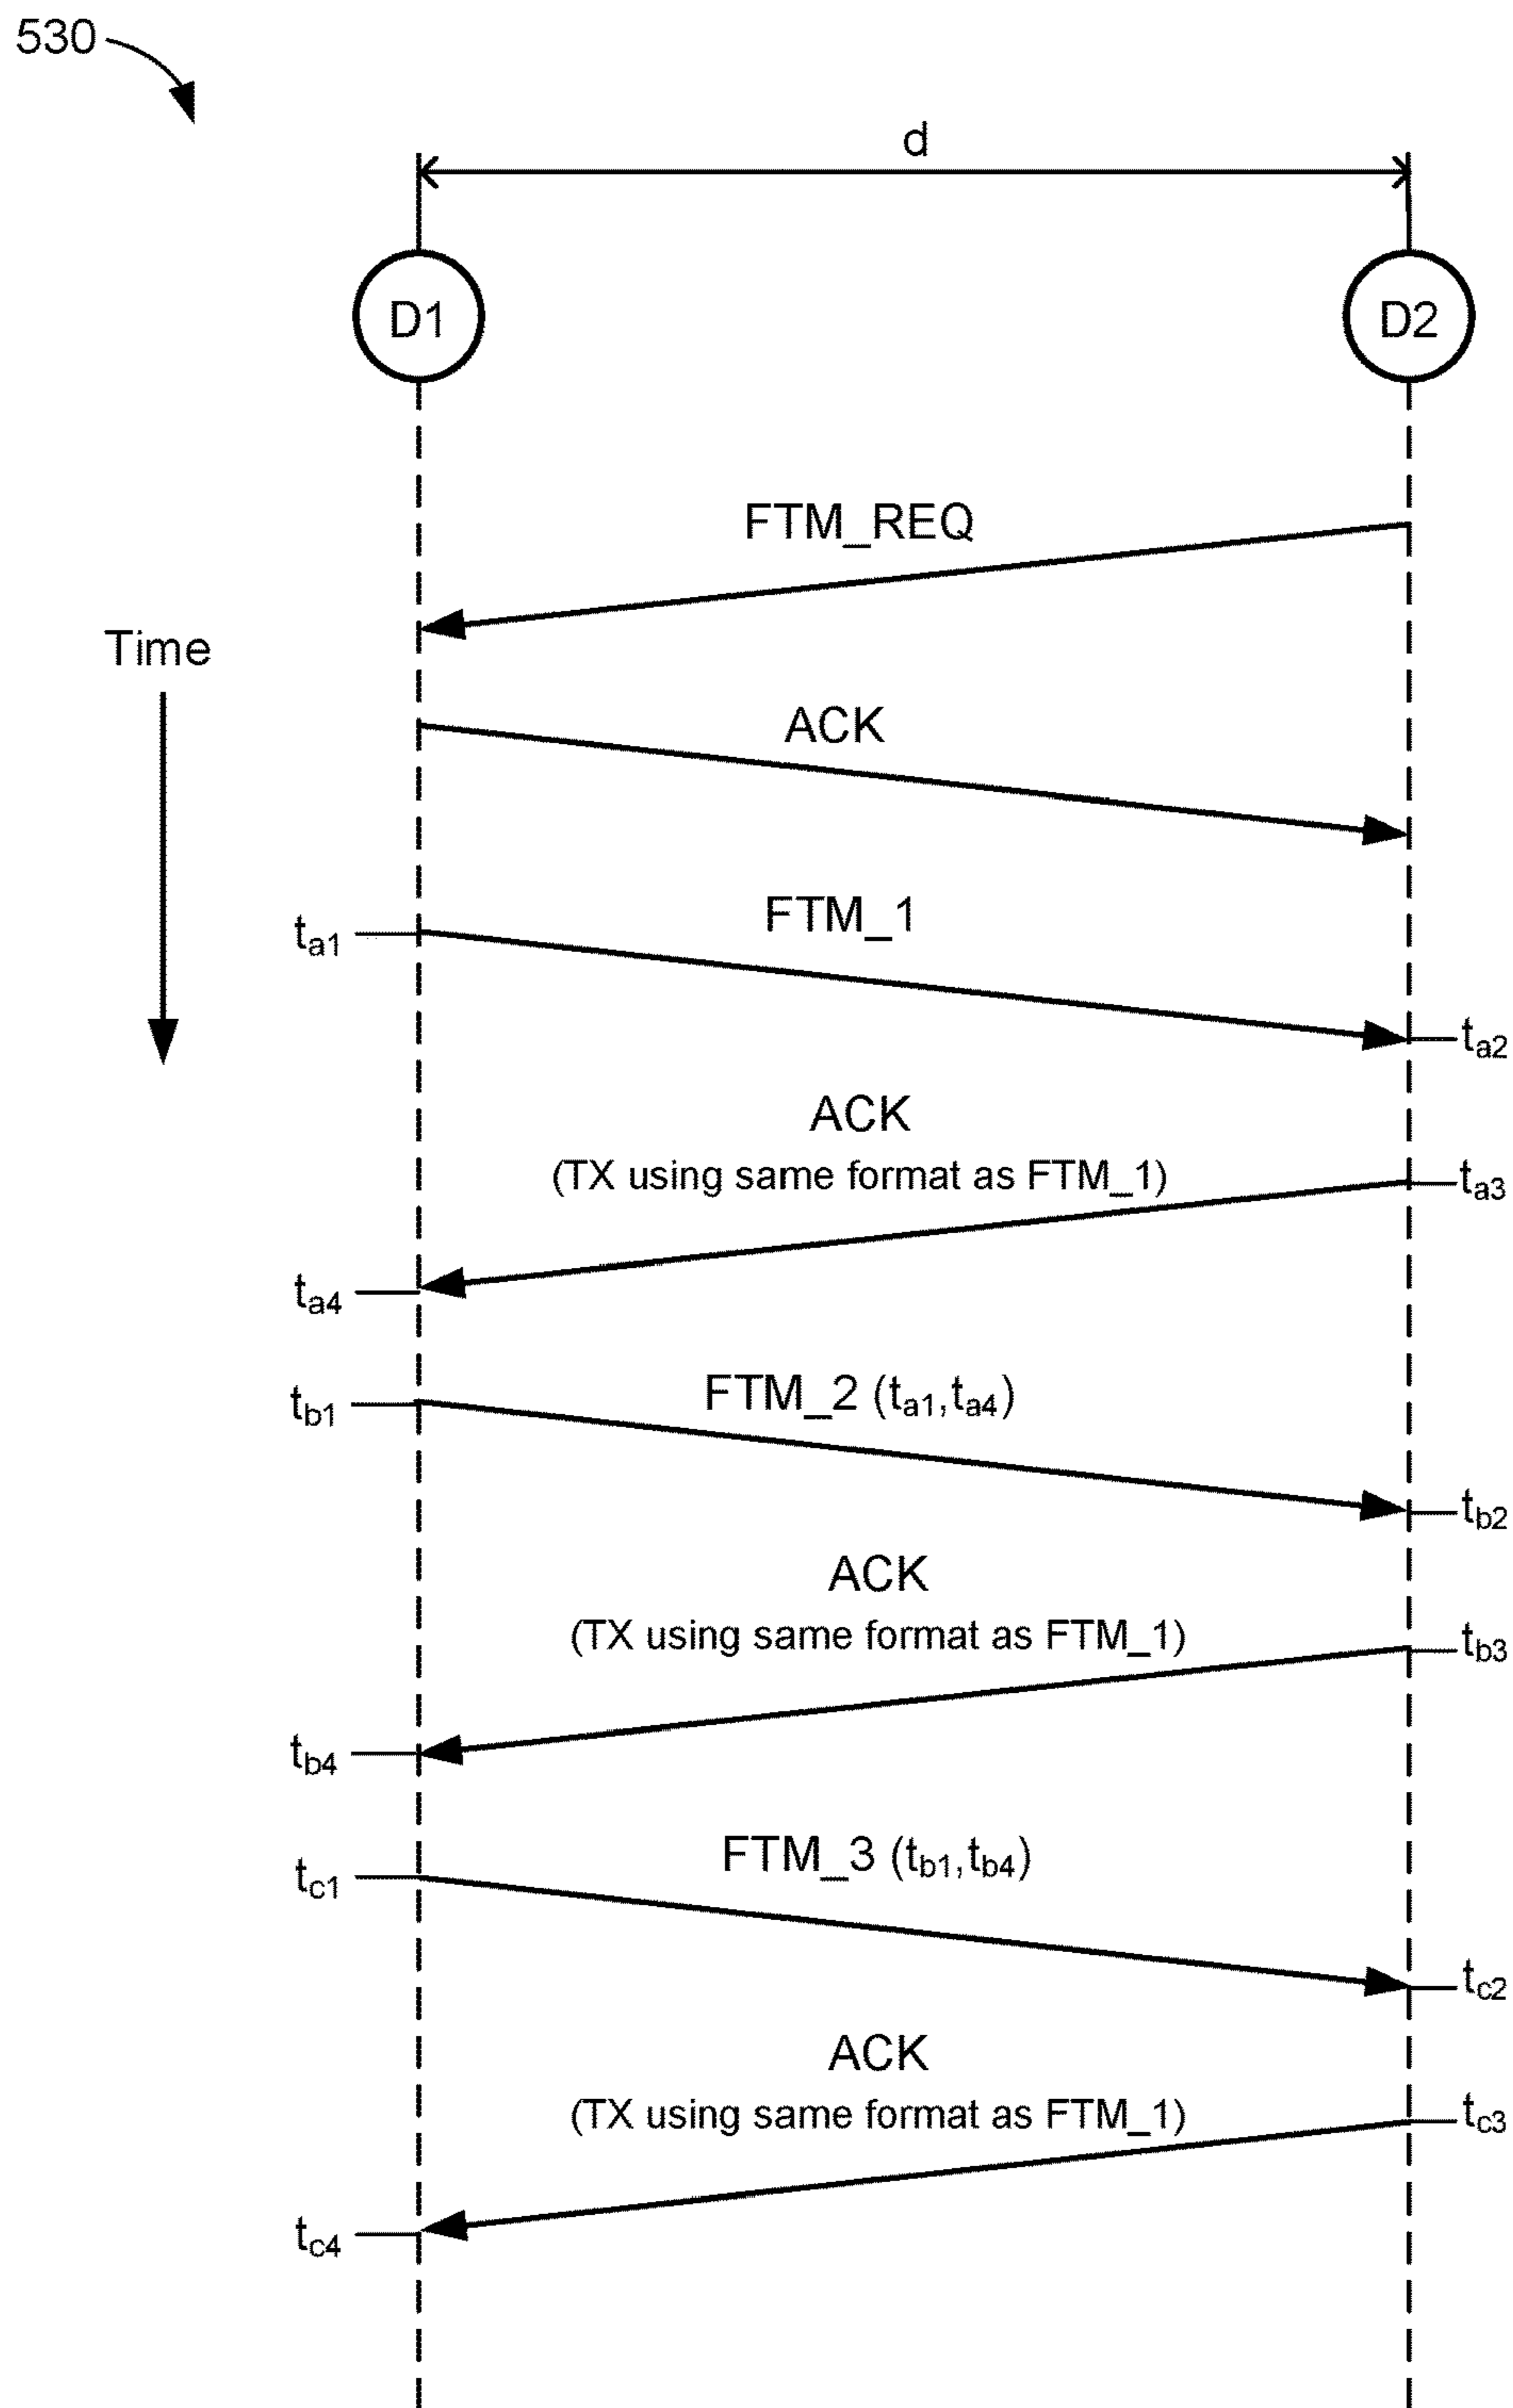 530
d
D1
D2
FTM_REQ
Time
ACK
FTM_1
ta1
ta2
ACK
(TX using same format as FTM_1)
ta3
ta4
FTM_2 (ta1,ta4)
tb1
tb2
ACK
(TX using same format as FTM_1)
tb3
tb4
FTM_3 (tb1,tb4)
tc1
tc2
ACK
(TX using same format as FTM_1)
tc3
tc4